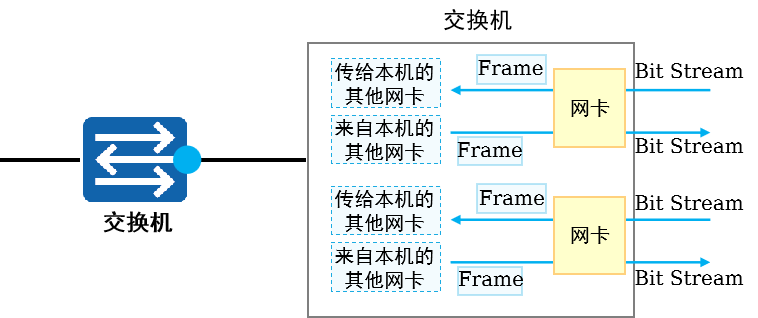 交换机
传给本机的
其他网卡
Frame
Bit Stream
网卡
来自本机的
其他网卡
Frame
Bit Stream
交换机
传给本机的
其他网卡
Frame
Bit Stream
网卡
来自本机的
其他网卡
Frame
Bit Stream